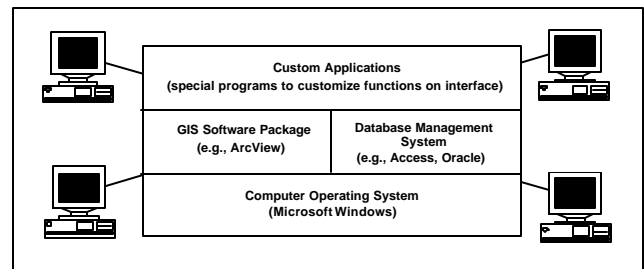 Custom Applications
(special programs to customize functions on interface)
GIS Software Package
(e.g., ArcView)
Database Management
System
(e.g., Access, Oracle)
Computer Operating System
(Microsoft Windows)